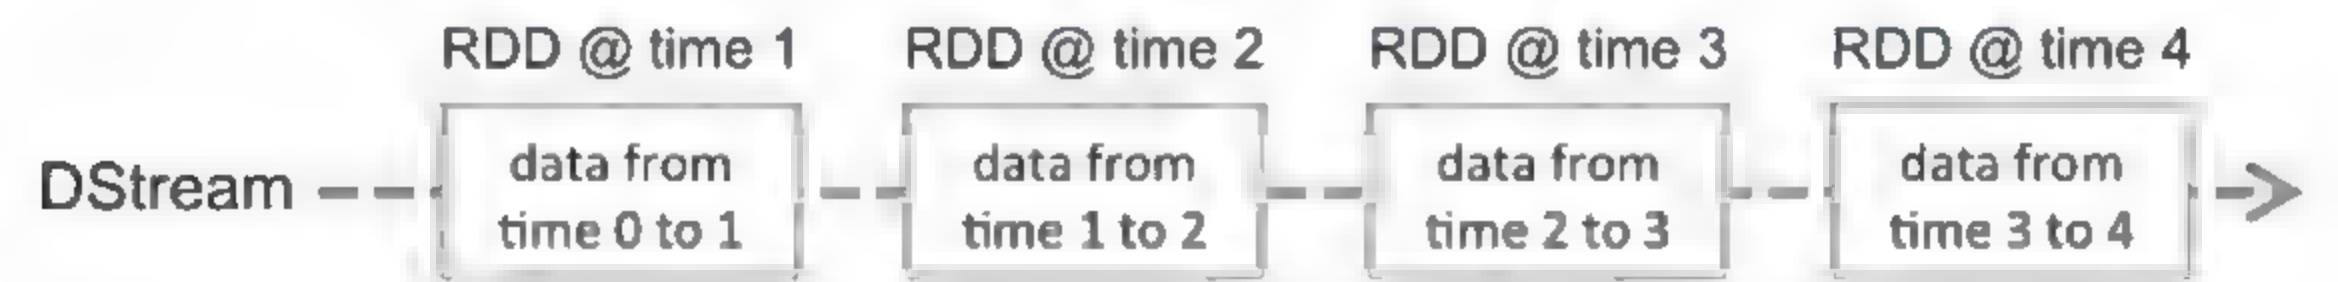 RDD @ time 1
RDD @ time 2
RDD @ time 3
RDD @ time 4
DStream
data from
time 0 to 1
data from
time 1 to 2
data from
time 2 to 3
data from
time 3 to 4